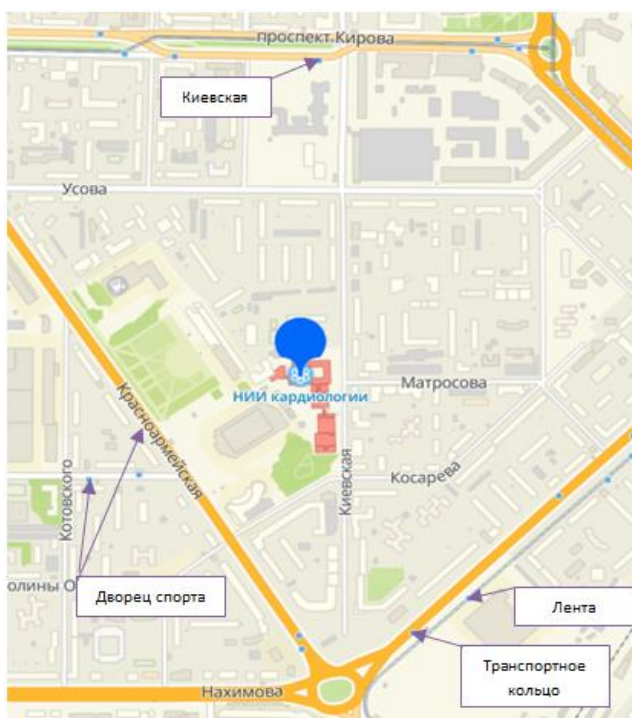 проспект Кирова
Киевская
Усова
НИИ кардиологии
Матросова
Красноармейская
Киевская
Косарева
Котовского
олины О
Дворец спорта
Лента
Транспортное
кольцо
Нахимова